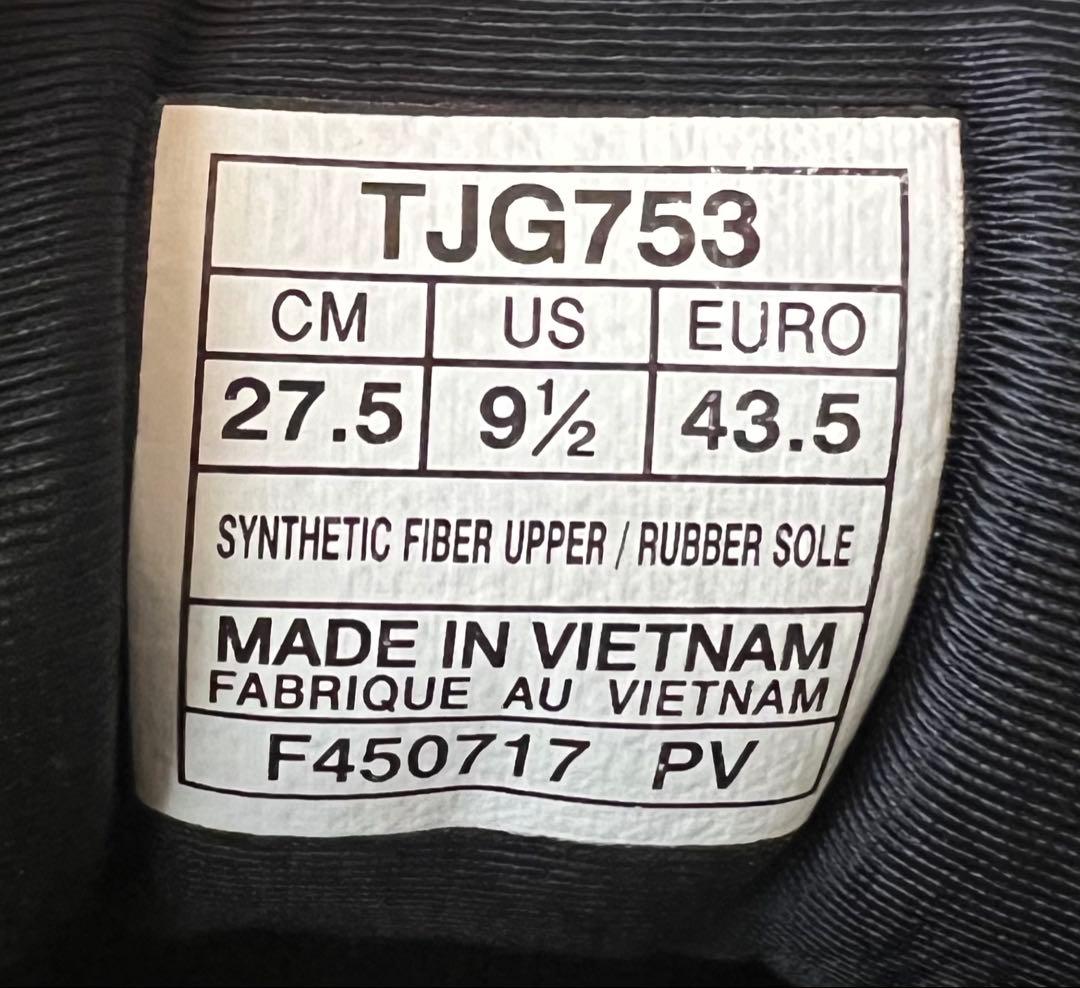 TJG753
CM US EURO
27.5 9½ 43.5
SYNTHETIC FIBER UPPER / RUBBER SOLE
MADE IN VIETNAM
FABRIQUE AU VIETNAM
F450717 PV